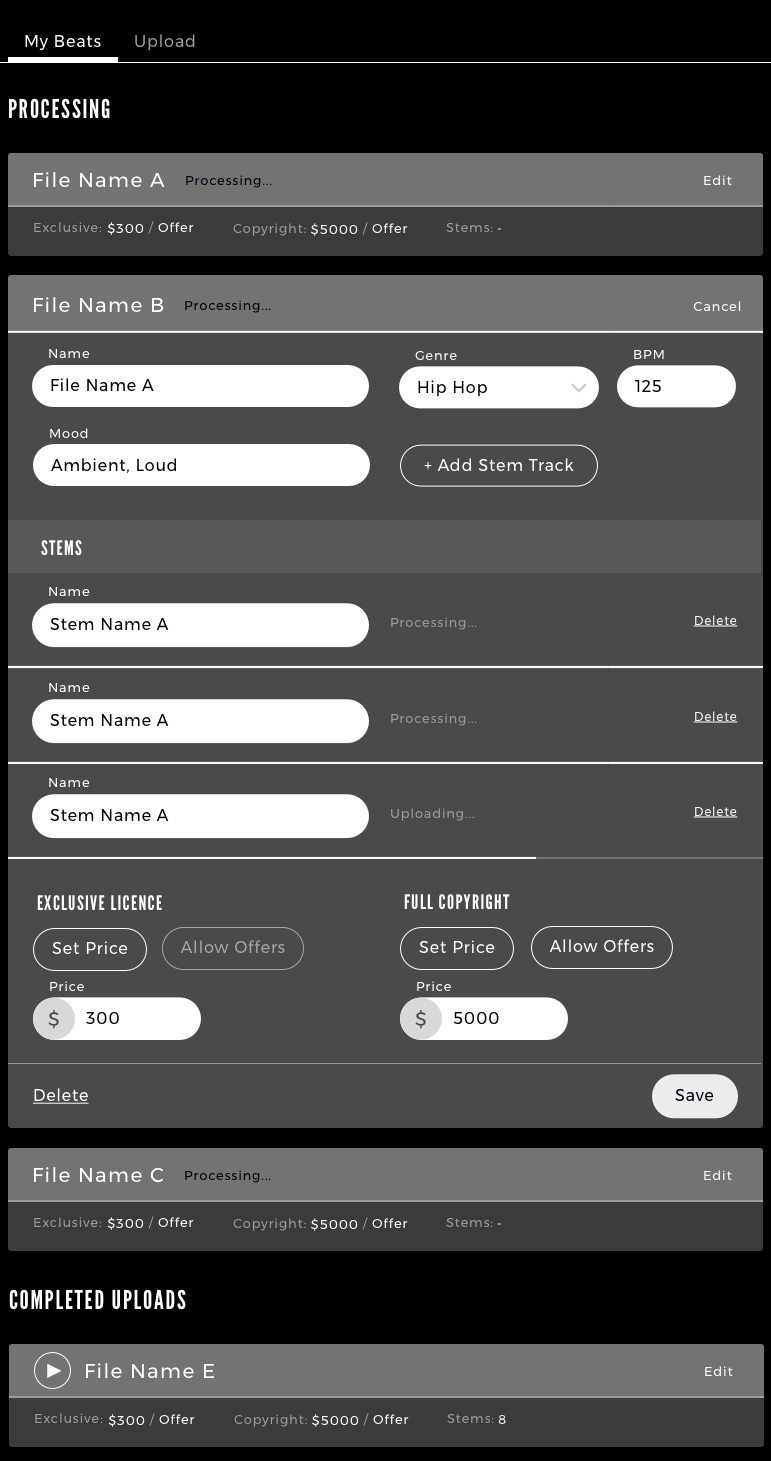 My Beats Upload
PROCESSING
File Name A Processing... Edit
Exclusive: $300 / Offer Copyright: $5000 / Offer Stems: -
File Name B Processing... Cancel
Name Genre BPM
File Name A Hip Hop 125
Mood
Ambient, Loud + Add Stem Track
STEMS
Name
Stem Name A Processing... Delete
Name
Stem Name A Processing... Delete
Name
Stem Name A Uploading... Delete
EXCLUSIVE LICENCE FULL COPYRIGHT
Set Price Allow Offers Set Price Allow Offers
Price Price
$ 300 $ 5000
Delete Save
File Name C Processing... Edit
Exclusive: $300 / Offer Copyright: $5000 / Offer Stems: -
COMPLETED UPLOADS
File Name E Edit
Exclusive: $300 / Offer Copyright: $5000 / Offer Stems: 8